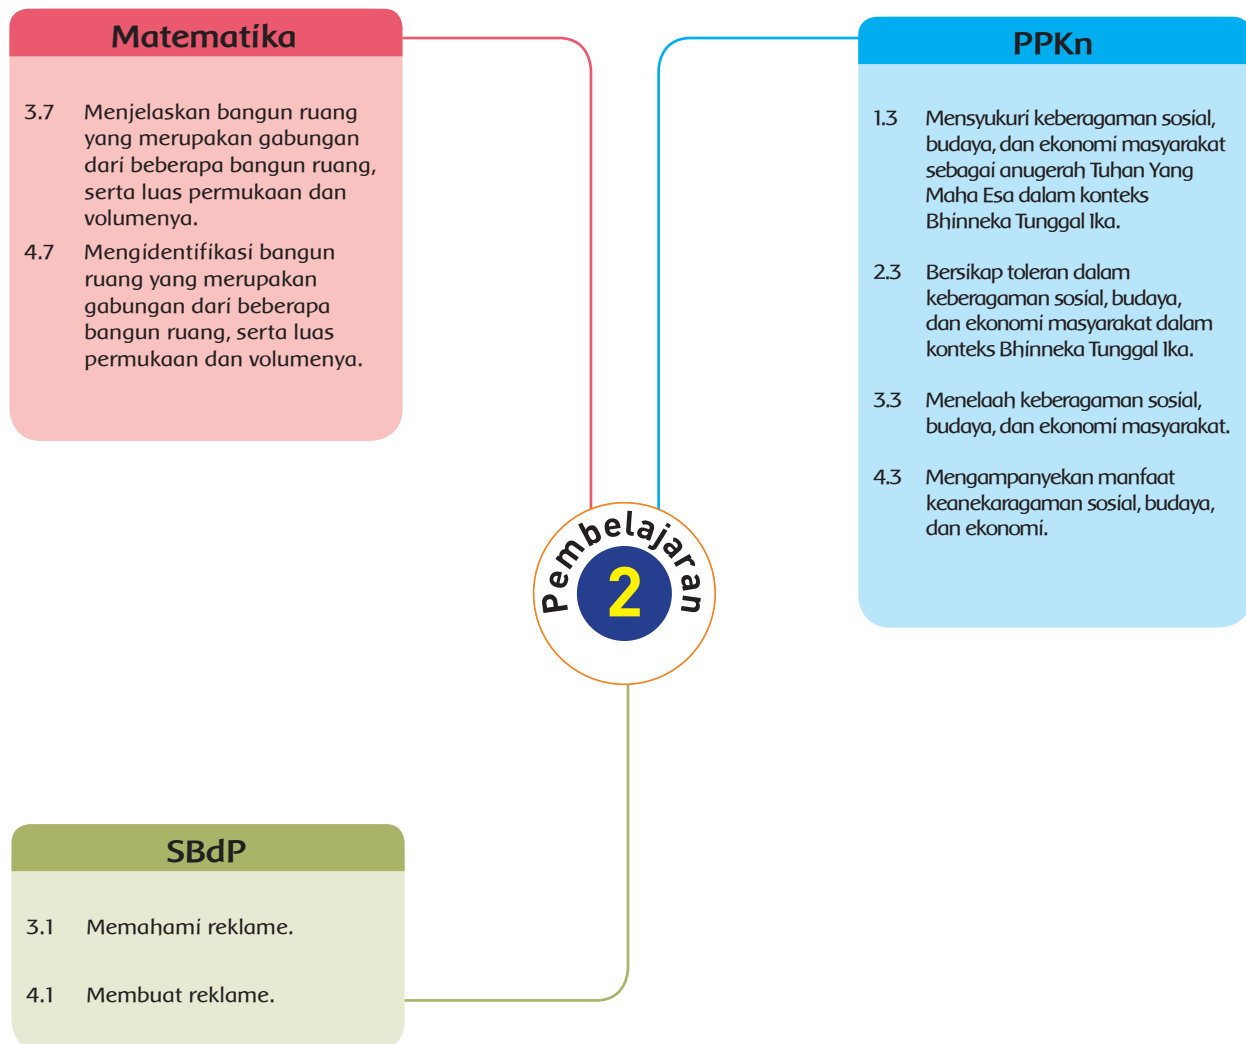 Matematika
3.7 Menjelaskan bangun ruang
yang merupakan gabungan
dari beberapa bangun ruang,
serta luas permukaan dan
volumenya.
4.7 Mengidentifikasi bangun
ruang yang merupakan
gabungan dari beberapa
bangun ruang, serta luas
permukaan dan volumenya.
PPKn
1.3 Mensyukuri keberagaman sosial,
budaya, dan ekonomi masyarakat
sebagai anugerah Tuhan Yang
Maha Esa dalam konteks
Bhinneka Tunggal Ika.
2.3 Bersikap toleran dalam
keberagaman sosial, budaya,
dan ekonomi masyarakat dalam
konteks Bhinneka Tunggal Ika.
3.3 Menelaah keberagaman sosial,
budaya, dan ekonomi masyarakat.
4.3 Mengampanyekan manfaat
keanekaragaman sosial, budaya,
dan ekonomi.
Pembelajaran
2
SBdP
3.1 Memahami reklame.
4.1 Membuat reklame.